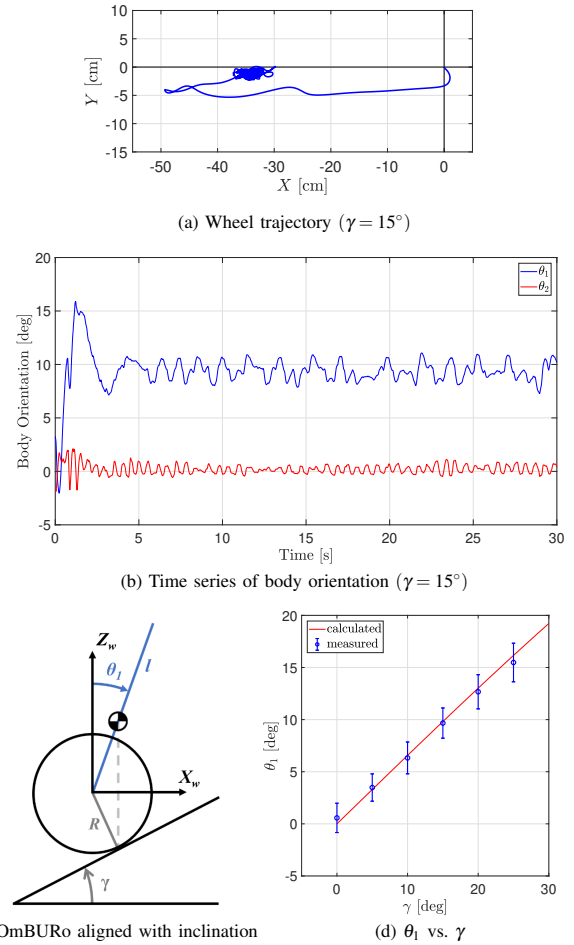 10
5
0
-5
-10
-15
Y [cm]
-50 -40 -30 -20 -10 0
X [cm]
(a) Wheel trajectory (γ = 15°)
20
15
10
5
0
-5
Body Orientation [deg]
θ₁
θ₂
0 5 10 15 20 25 30
Time [s]
(b) Time series of body orientation (γ = 15°)
Z_w
θ₁
l
X_w
R
γ
OmBURo aligned with inclination
20
15
10
5
0
-5
θ₁ [deg]
calculated
measured
0 10 20 30
γ [deg]
(d) θ₁ vs. γ